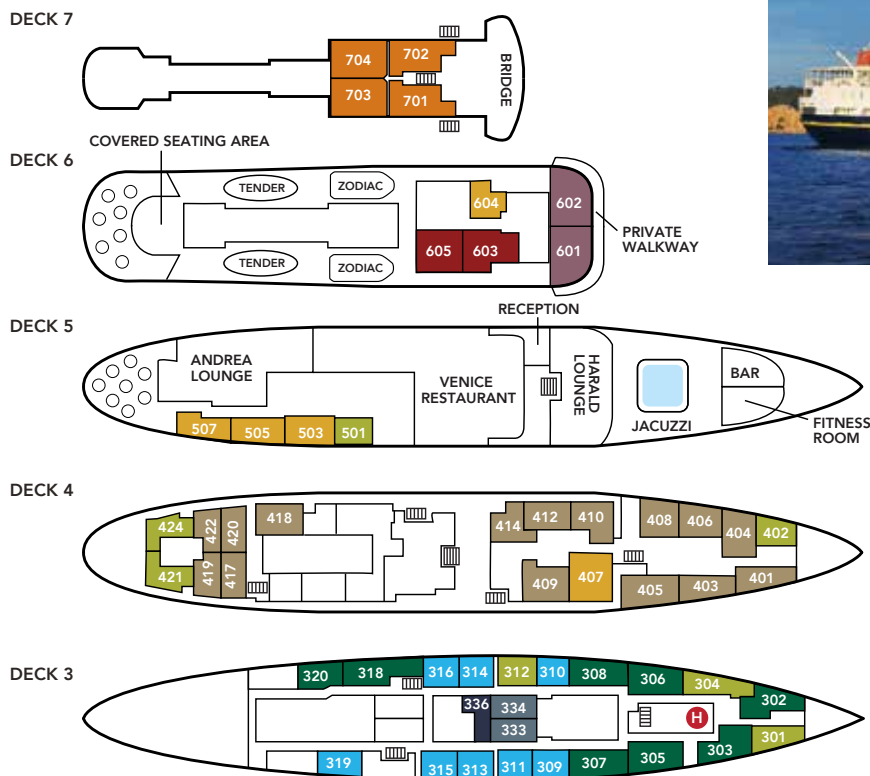 DECK 7
704
702
703
701
BRIDGE
DECK 6
COVERED SEATING AREA
TENDER
ZODIAC
604
602
605
603
601
TENDER
ZODIAC
PRIVATE
WALKWAY
DECK 5
RECEPTION
ANDREA
LOUNGE
VENICE
RESTAURANT
HARALD
LOUNGE
JACUZZI
BAR
FITNESS
ROOM
507
505
503
501
DECK 4
424
422
420
418
414
412
410
408
406
404
402
421
419
417
409
407
405
403
401
DECK 3
320
318
316
314
312
310
308
306
304
302
336
334
333
H
319
315
313
311
309
307
305
303
301